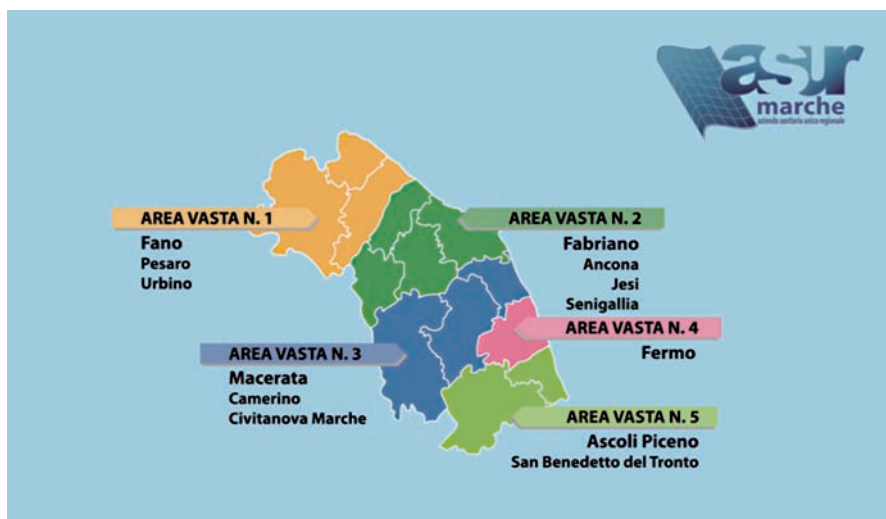 asur
marche
azienda sanitaria unica regionale
AREA VASTA N. 1
Fano
Pesaro
Urbino
AREA VASTA N. 2
Fabriano
Ancona
Jesi
Senigallia
AREA VASTA N. 4
Fermo
AREA VASTA N. 3
Macerata
Camerino
Civitanova Marche
AREA VASTA N. 5
Ascoli Piceno
San Benedetto del Tronto